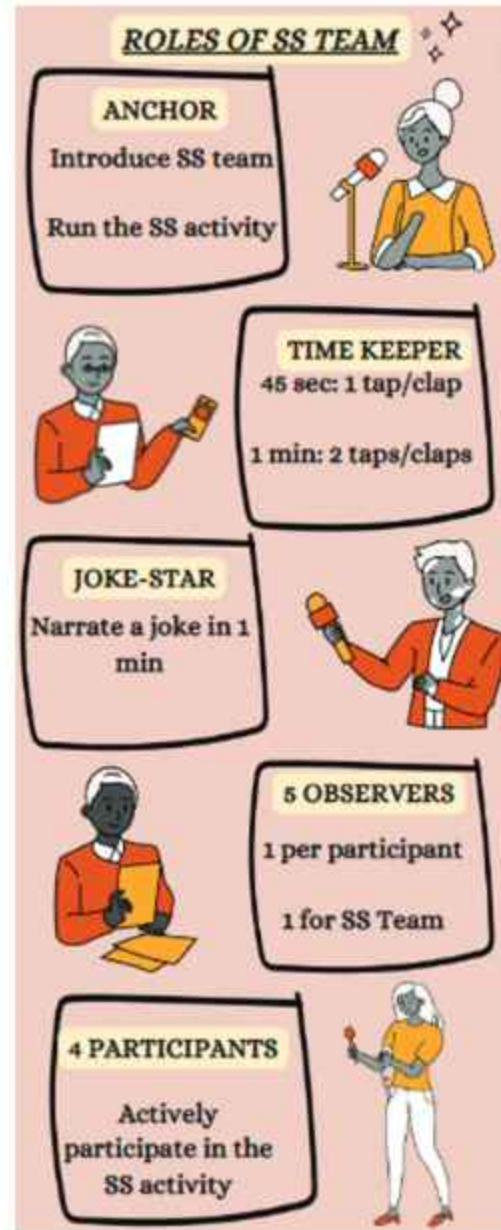 ROLES OF SS TEAM
ANCHOR
Introduce SS team
Run the SS activity
TIME KEEPER
45 sec: 1 tap/clap
1 min: 2 taps/claps
JOKE-STAR
Narrate a joke in 1
min
5 OBSERVERS
1 per participant
1 for SS Team
4 PARTICIPANTS
Actively
participate in the
SS activity